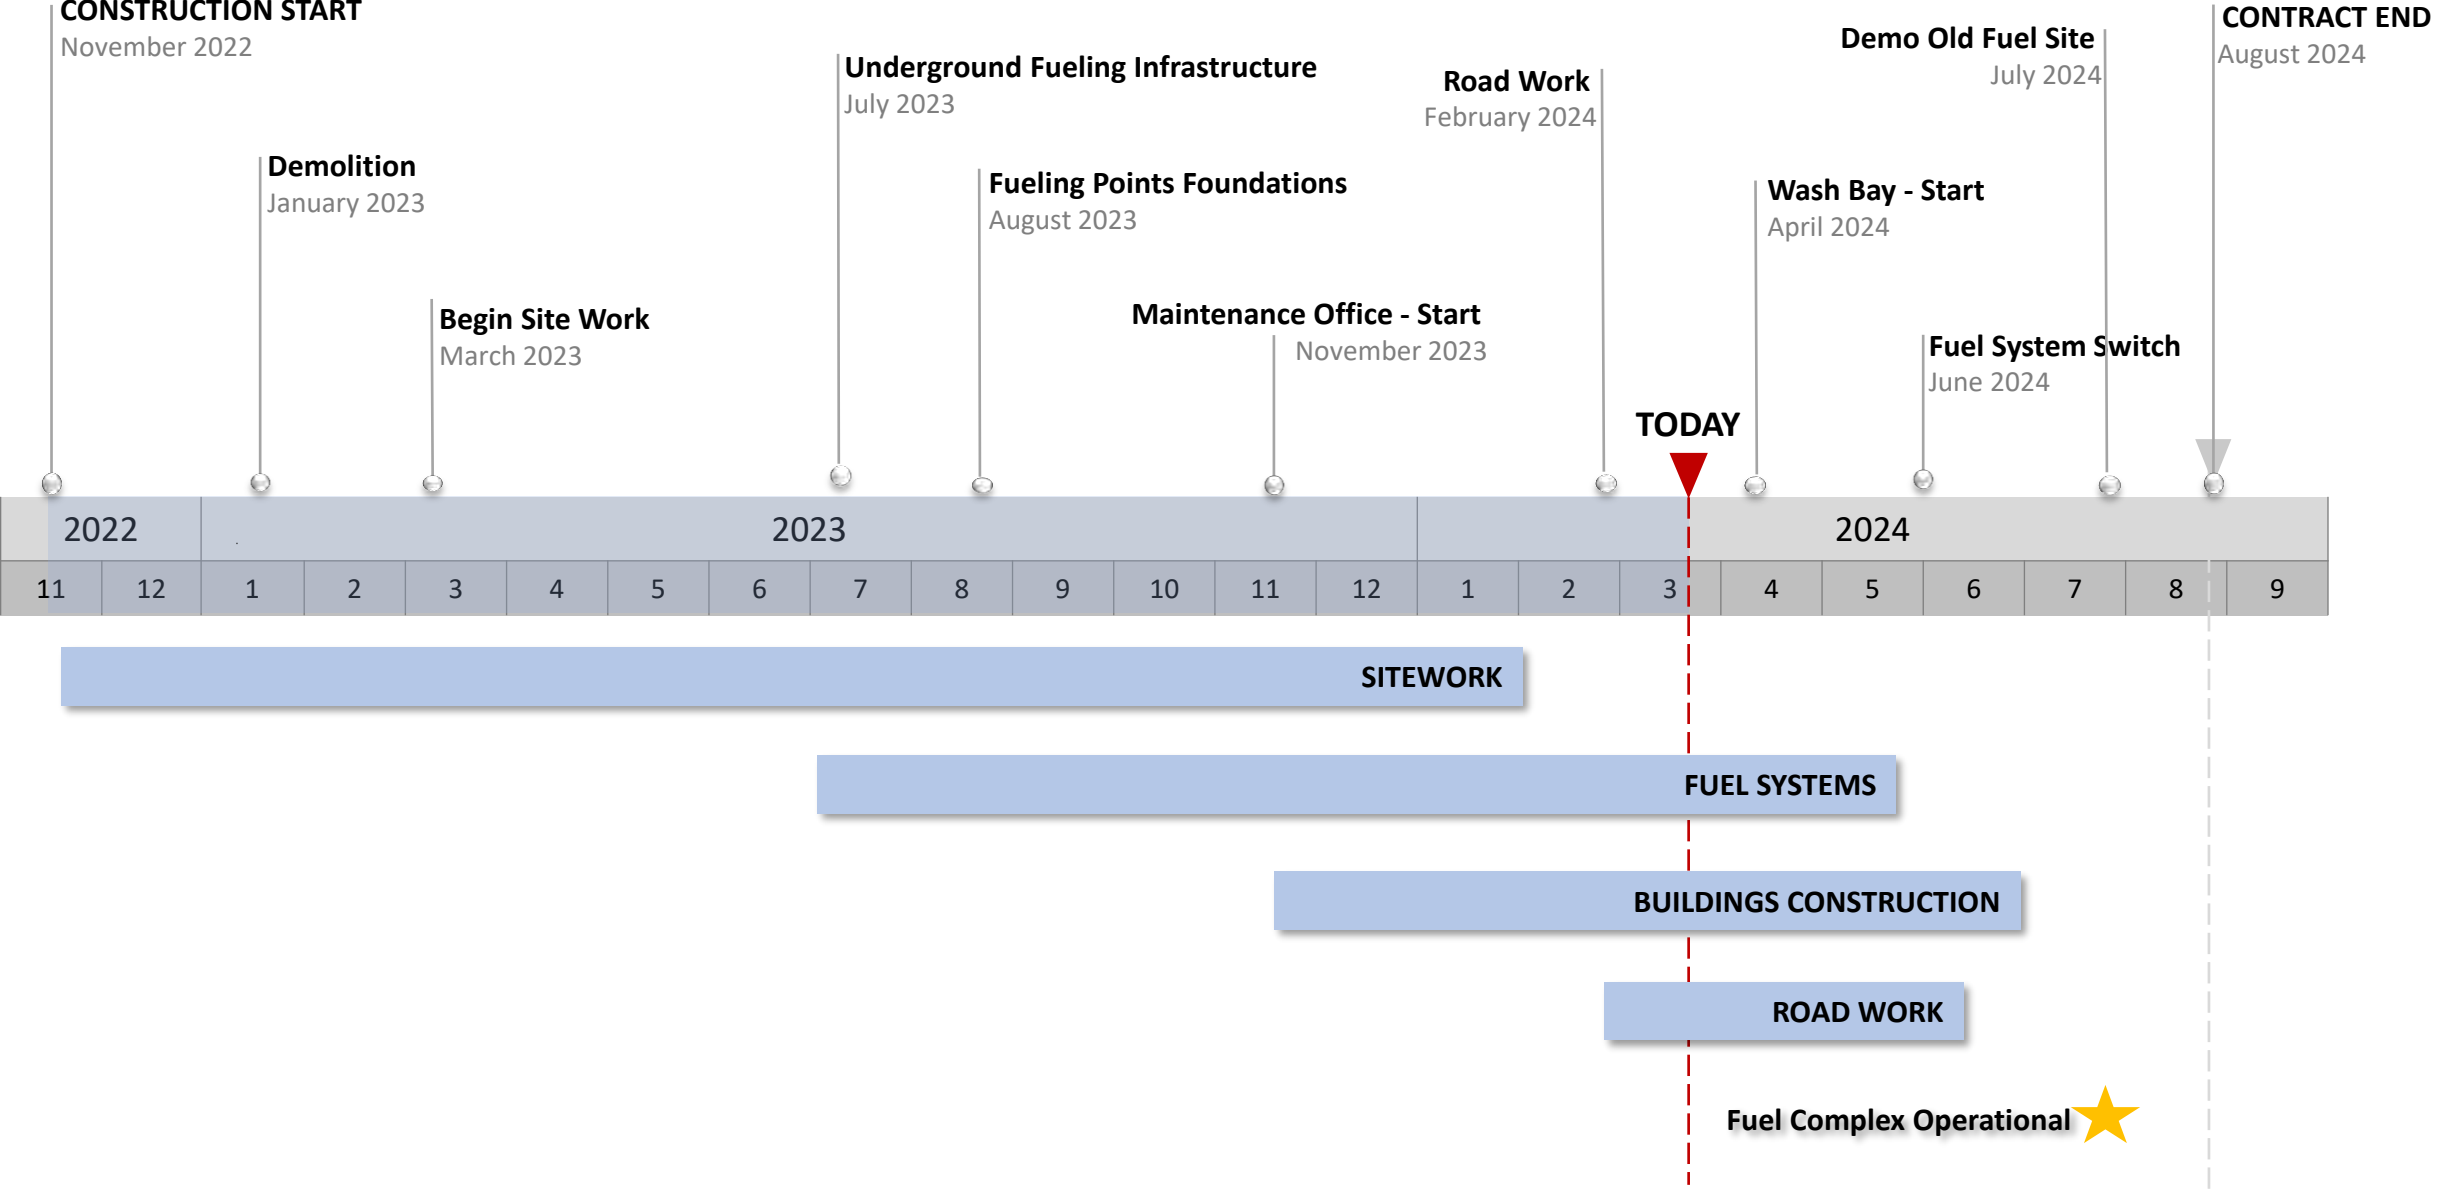 CONSTRUCTION START
November 2022
Demolition
January 2023
Begin Site Work
March 2023
Underground Fueling Infrastructure
July 2023
Fueling Points Foundations
August 2023
Maintenance Office - Start
November 2023
Road Work
February 2024
TODAY
Wash Bay - Start
April 2024
Fuel System Switch
June 2024
Demo Old Fuel Site
July 2024
CONTRACT END
August 2024
2022 2023 2024
11 12 1 2 3 4 5 6 7 8 9 10 11 12 1 2 3 4 5 6 7 8 9
SITEWORK
FUEL SYSTEMS
BUILDINGS CONSTRUCTION
ROAD WORK
Fuel Complex Operational